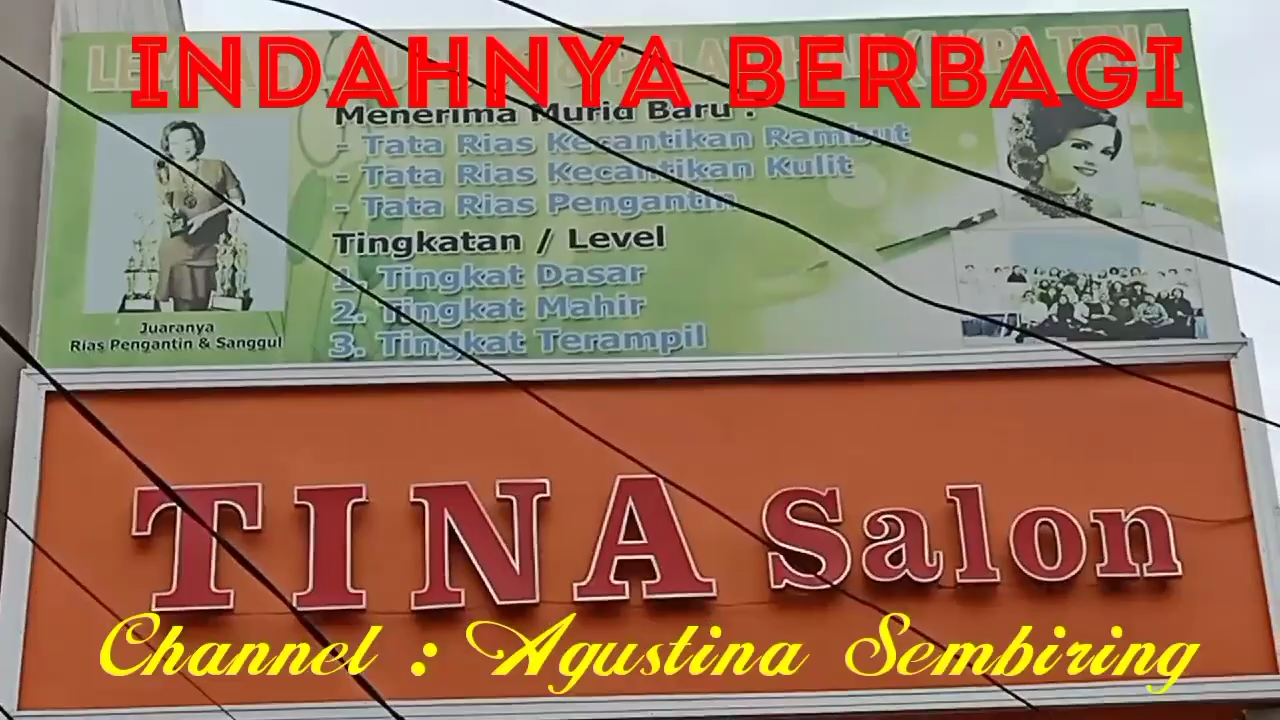 INDAHNYA BERBAGI
Menerima Murid Baru :
- Tata Rias Kecantikan Rambut
- Tata Rias Kecantikan Kulit
- Tata Rias Pengantin
Tingkatan / Level
1. Tingkat Dasar
2. Tingkat Mahir
3. Tingkat Terampil
Juaranya
Rias Pengantin & Sanggul
TINA Salon
Channel : Agustina Sembiring